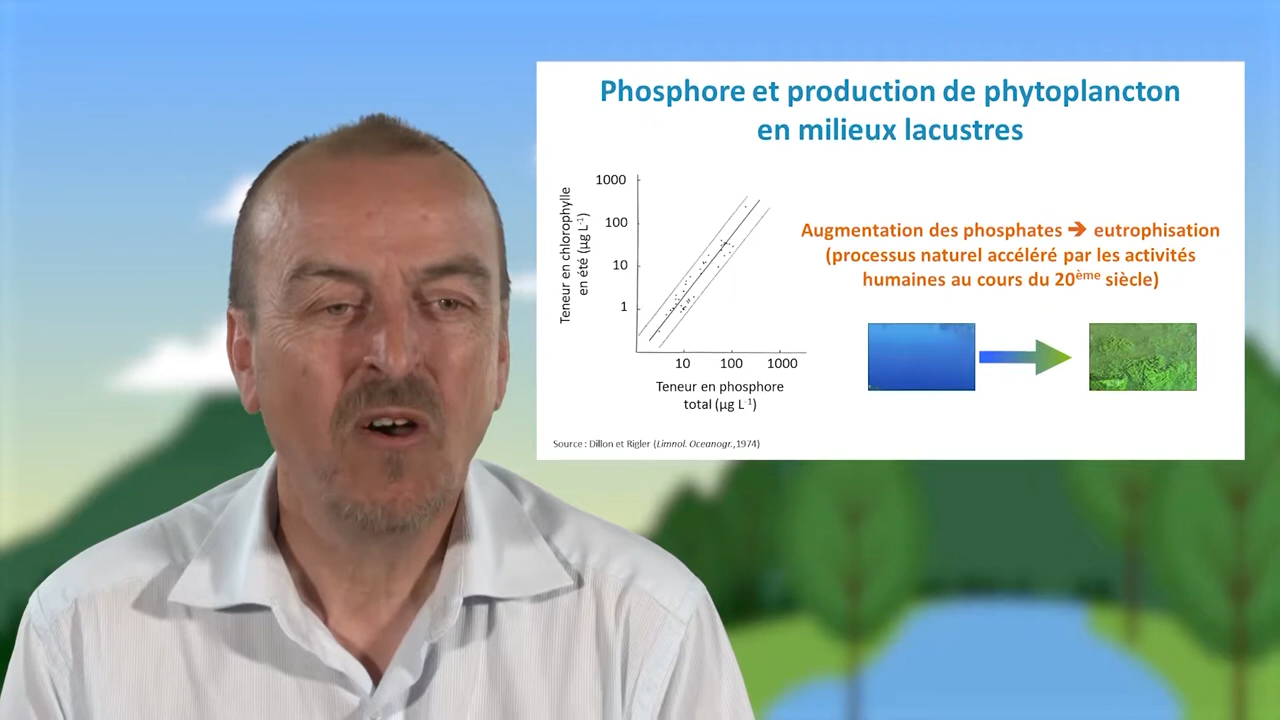 Phosphore et production de phytoplancton
en milieux lacustres
Teneur en chlorophylle
en été (µg L-1)
1000
100
10
1
10 100 1000
Teneur en phosphore
total (µg L-1)
Augmentation des phosphates ➔ eutrophisation
(processus naturel accéléré par les activités
humaines au cours du 20ème siècle)
Source : Dillon et Rigler (Limnol. Oceanogr.,1974)